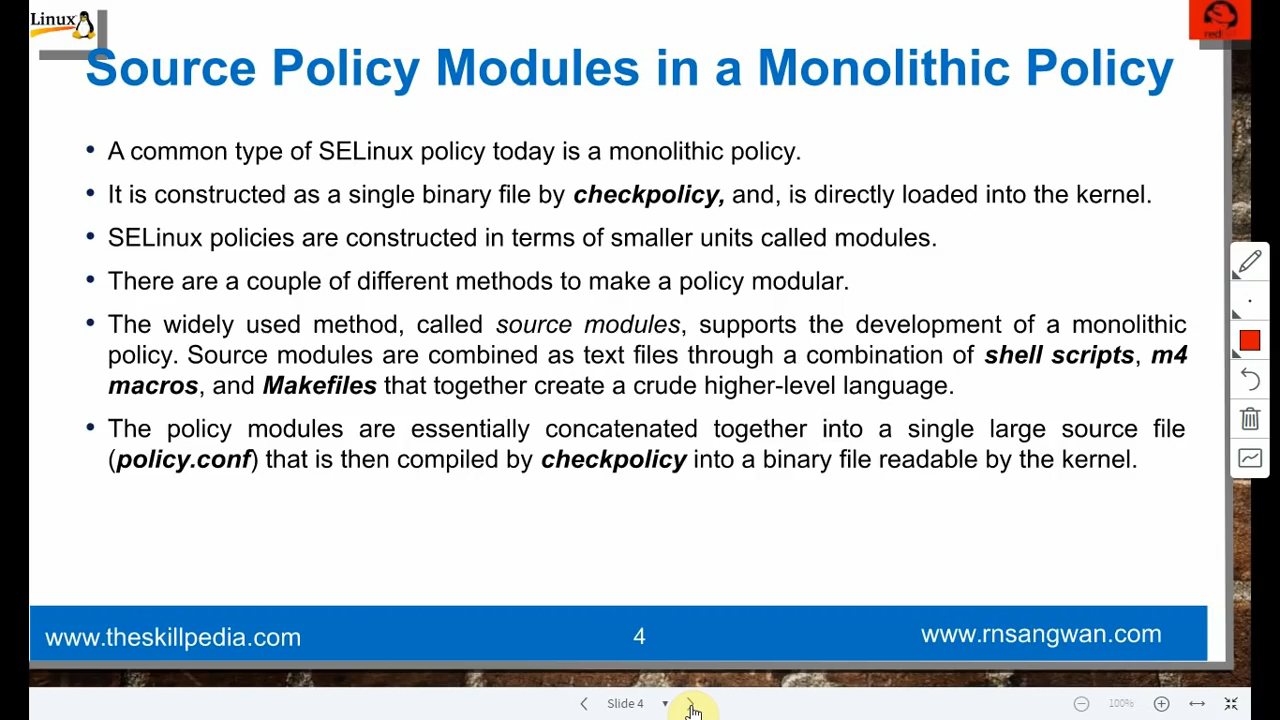 Linux
Source Policy Modules in a Monolithic Policy
• A common type of SELinux policy today is a monolithic policy.
• It is constructed as a single binary file by checkpolicy, and, is directly loaded into the kernel.
• SELinux policies are constructed in terms of smaller units called modules.
• There are a couple of different methods to make a policy modular.
• The widely used method, called source modules, supports the development of a monolithic
policy. Source modules are combined as text files through a combination of shell scripts, m4
macros, and Makefiles that together create a crude higher-level language.
• The policy modules are essentially concatenated together into a single large source file
(policy.conf) that is then compiled by checkpolicy into a binary file readable by the kernel.
www.theskillpedia.com
4
www.rnsangwan.com
Slide 4
100%